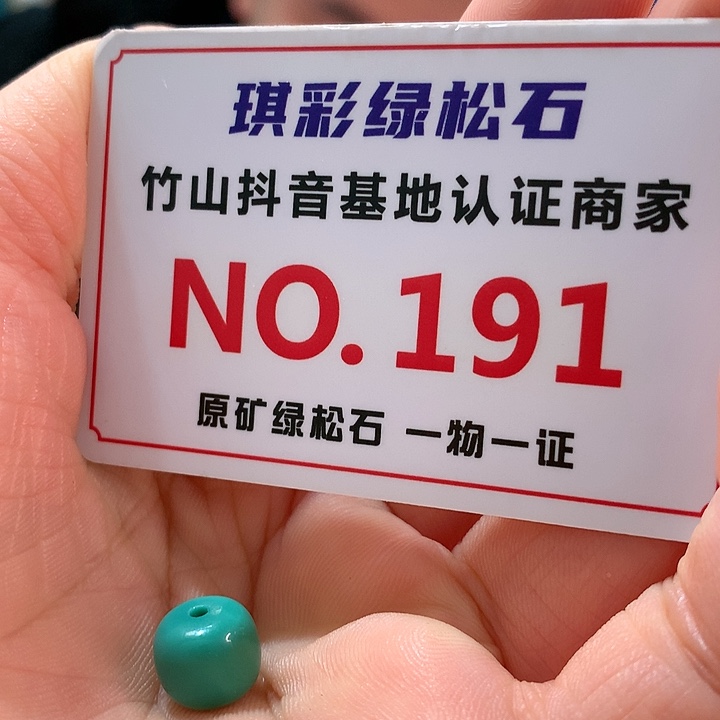 琪彩绿松石
竹山抖音基地认证商家
NO.191
原矿绿松石 一物一证